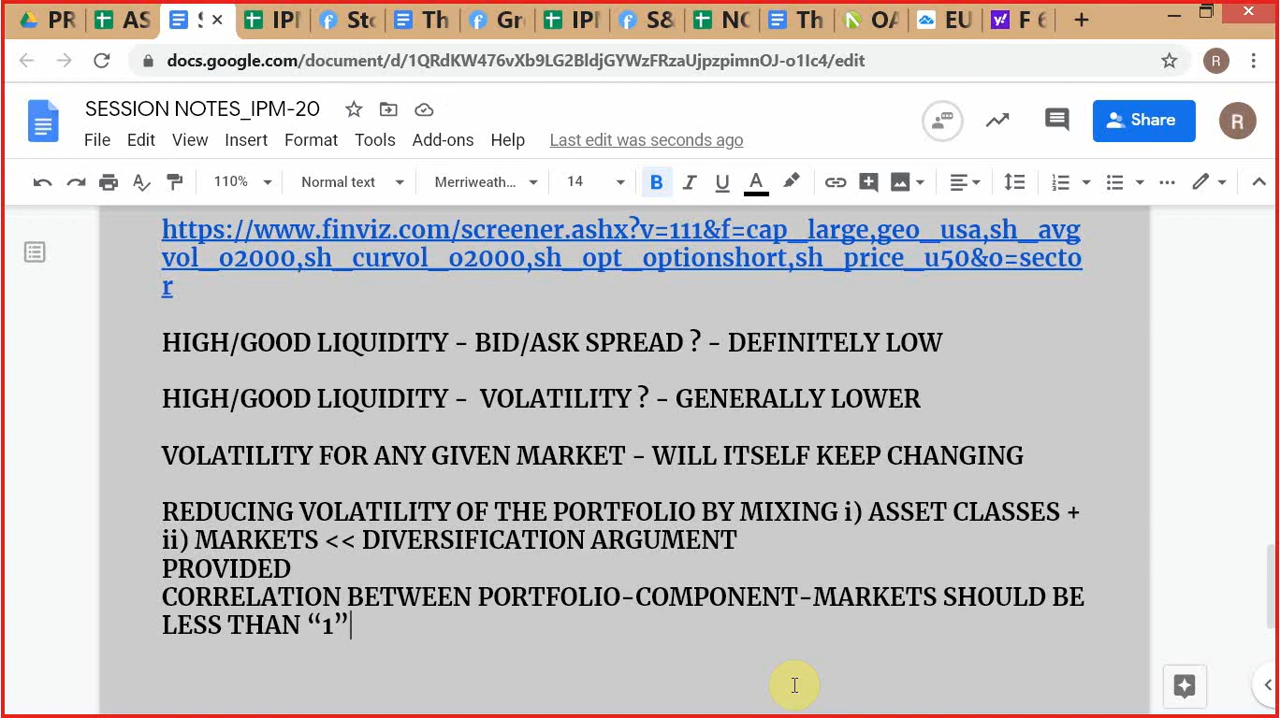 PR AS S IPI Sto Th Gr IPI S& NC Th OA EU F 6
docs.google.com/document/d/1QRdKW476vXb9LG2BldjGYWzFRzaUjpzpimnOJ-o1Ic4/edit R
SESSION NOTES_IPM-20
Share R
File Edit View Insert Format Tools Add-ons Help Last edit was seconds ago
110% Normal text Merriweath... 14 B I U A
https://www.finviz.com/screener.ashx?v=111&f=cap_large,geo_usa,sh_avg
vol_o2000,sh_curvol_o2000,sh_opt_optionshort,sh_price_u50&o=secto
r
HIGH/GOOD LIQUIDITY - BID/ASK SPREAD ? - DEFINITELY LOW
HIGH/GOOD LIQUIDITY - VOLATILITY ? - GENERALLY LOWER
VOLATILITY FOR ANY GIVEN MARKET - WILL ITSELF KEEP CHANGING
REDUCING VOLATILITY OF THE PORTFOLIO BY MIXING i) ASSET CLASSES +
ii) MARKETS << DIVERSIFICATION ARGUMENT
PROVIDED
CORRELATION BETWEEN PORTFOLIO-COMPONENT-MARKETS SHOULD BE
LESS THAN “1”